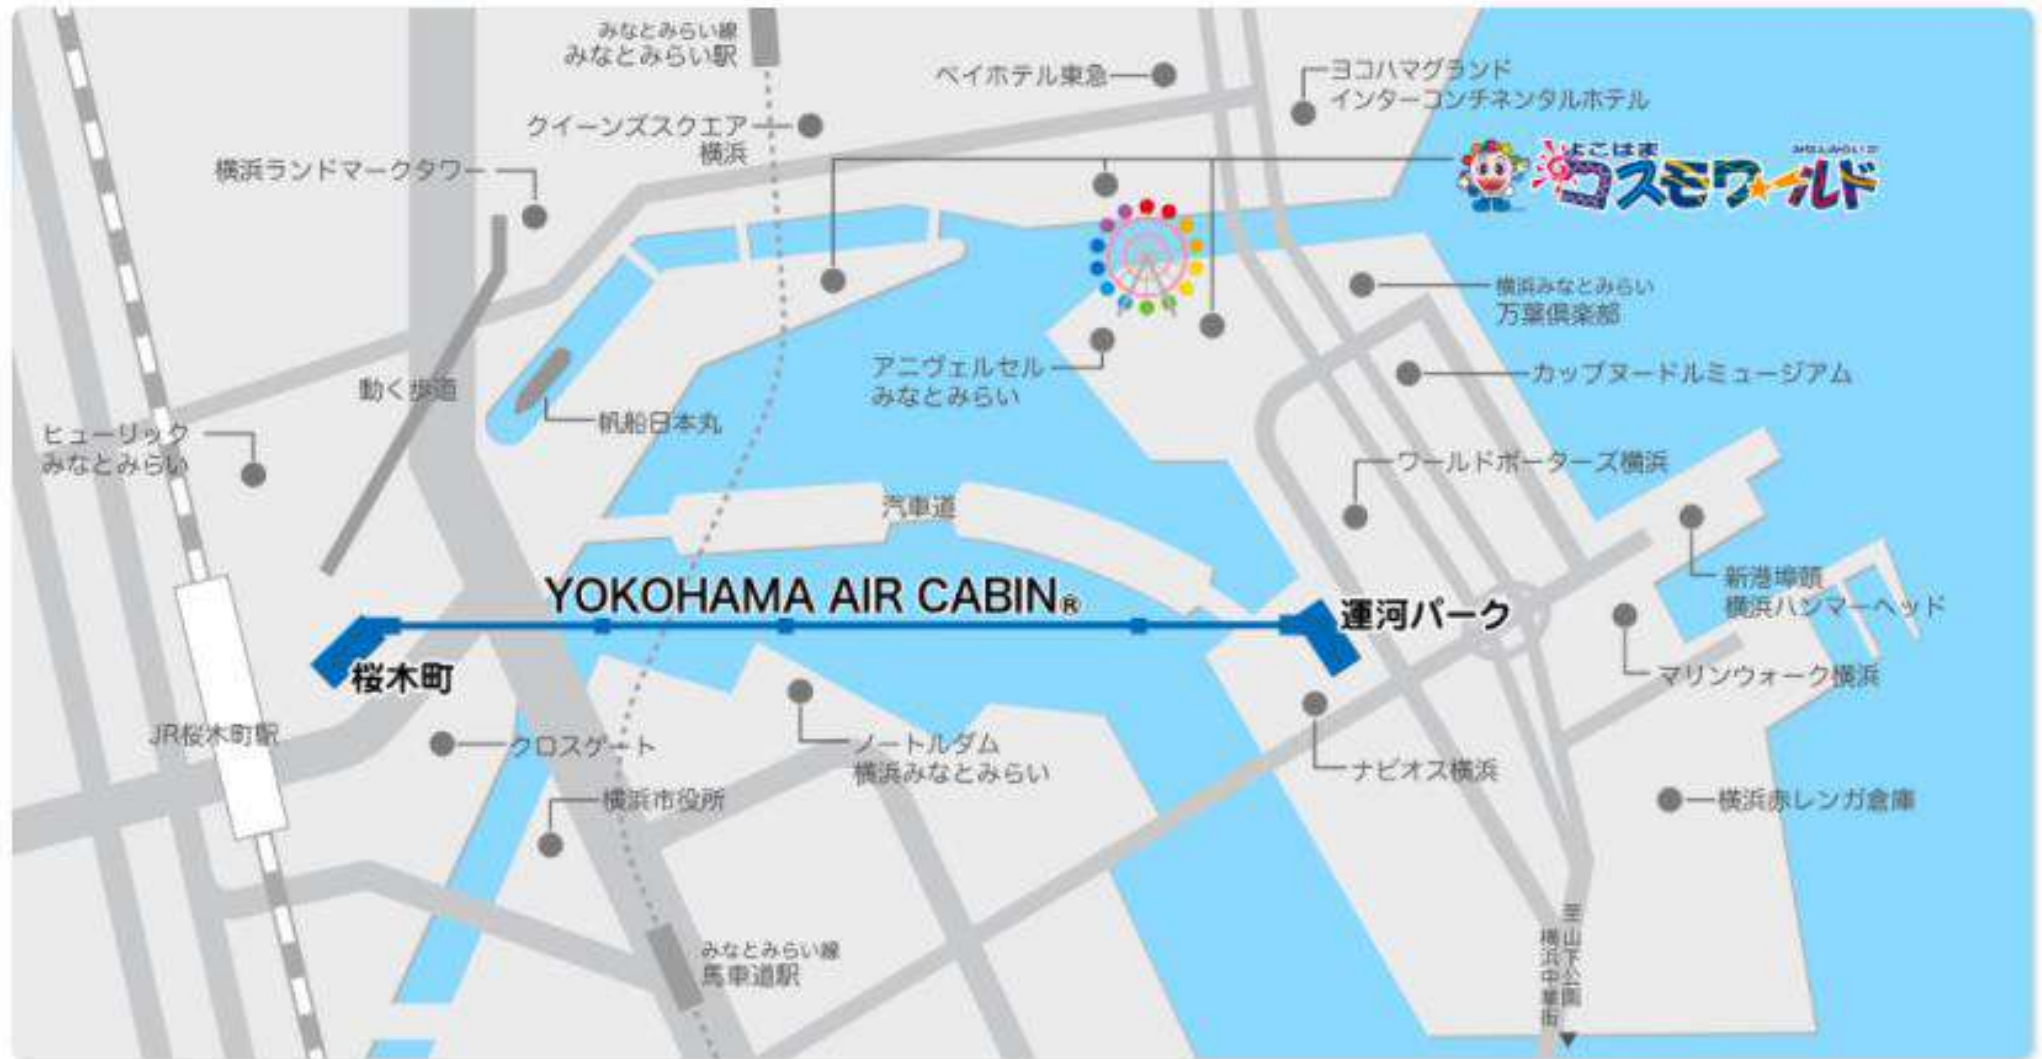 みなとみらい線
みなとみらい駅
ベイホテル東急
ヨコハマグランド
インターコンチネンタルホテル
クイーンズスクエア
横浜
横浜ランドマークタワー
よこはま
みなとみらい21
コスモワールド
横浜みなとみらい
万葉倶楽部
アニヴェルセル
みなとみらい
カップヌードルミュージアム
動く歩道
帆船日本丸
ヒューリック
みなとみらい
ワールドポーターズ横浜
汽車道
新港埠頭
横浜ハンマーヘッド
YOKOHAMA AIR CABIN®
運河パーク
桜木町
マリンウォーク横浜
JR桜木町駅
クロスゲート
ノートルダム
横浜みなとみらい
ナビオス横浜
横浜市役所
横浜赤レンガ倉庫
みなとみらい線
馬車道駅
至山下公園
横浜中華街